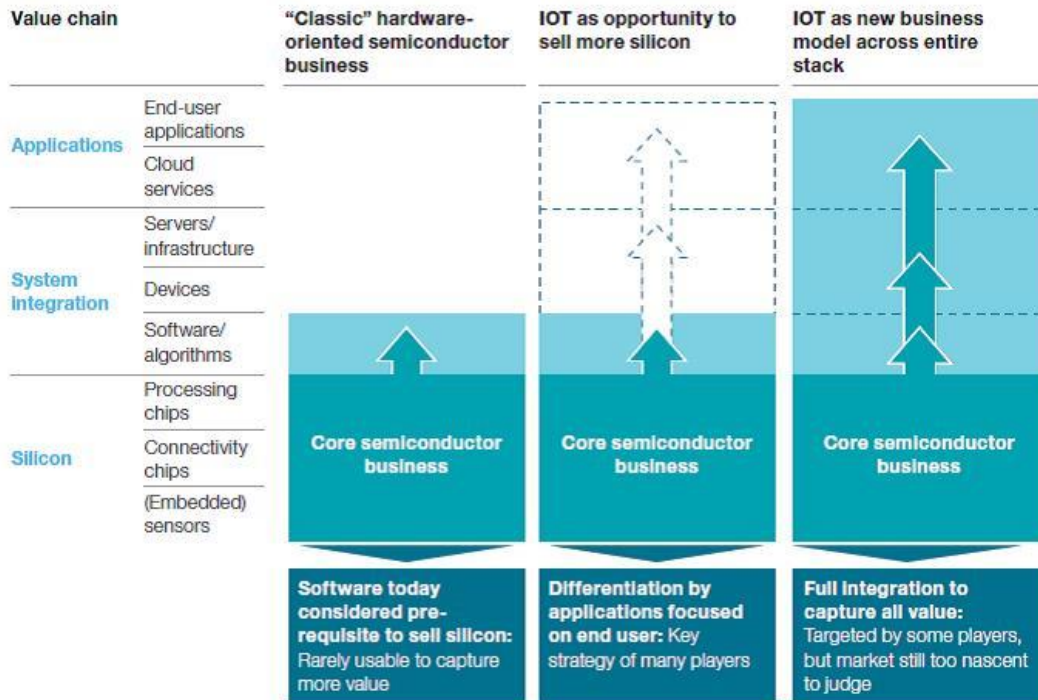 Value chain
"Classic" hardware-
oriented semiconductor
business
IOT as opportunity to
sell more silicon
IOT as new business
model across entire
stack
Applications
End-user
applications
Cloud
services
System
integration
Servers/
infrastructure
Devices
Software/
algorithms
Silicon
Processing
chips
Connectivity
chips
(Embedded)
sensors
Core semiconductor
business
Core semiconductor
business
Core semiconductor
business
Software today
considered pre-
requisite to sell silicon:
Rarely usable to capture
more value
Differentiation by
applications focused
on end user: Key
strategy of many players
Full integration to
capture all value:
Targeted by some players,
but market still too nascent
to judge